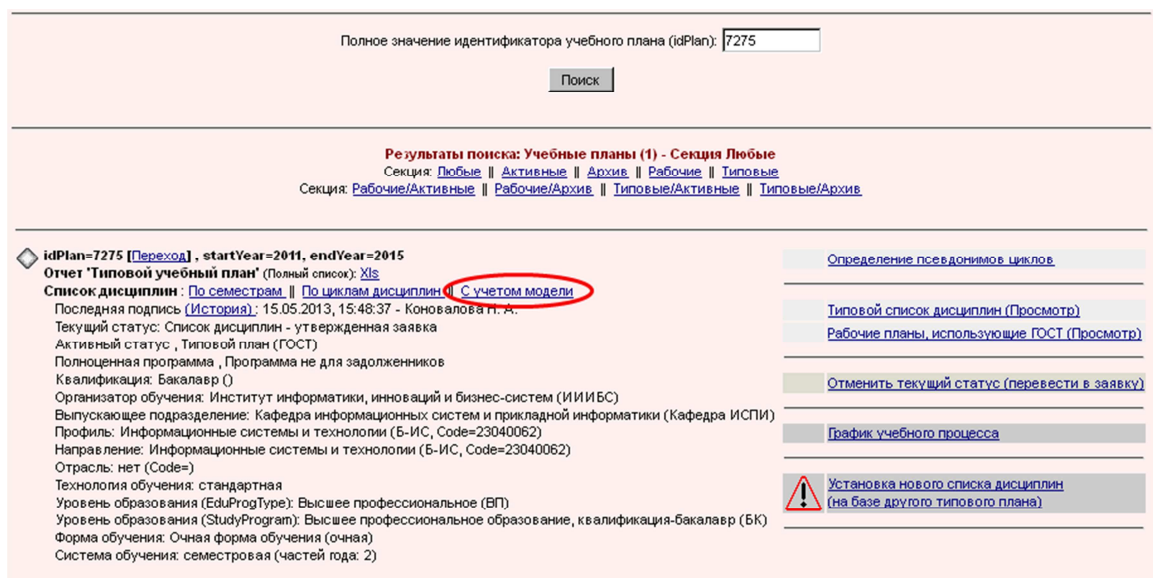 Полное значение идентификатора учебного плана (idPlan): 7275
Поиск
Результаты поиска: Учебные планы (1) - Секция Любые
Секция: Любые || Активные || Архив || Рабочие || Типовые
Секция: Рабочие/Активные || Рабочие/Архив || Типовые/Активные || Типовые/Архив
idPlan=7275 [Переход] , startYear=2011, endYear=2015
Отчет 'Типовой учебный план' (Полный список): Xls
Список дисциплин : По семестрам || По циклам дисциплин || С учетом модели
Последняя подпись (История) : 15.05.2013, 15:48:37 - Коновалова Н. А.
Текущий статус: Список дисциплин - утвержденная заявка
Активный статус , Типовой план (ГОСТ)
Полноценная программа , Программа не для задолженников
Квалификация: Бакалавр ()
Организатор обучения: Институт информатики, инноваций и бизнес-систем (ИИИБС)
Выпускающее подразделение: Кафедра информационных систем и прикладной информатики (Кафедра ИСПИ)
Профиль: Информационные системы и технологии (Б-ИС, Code=23040062)
Направление: Информационные системы и технологии (Б-ИС, Code=23040062)
Отрасль: нет (Code=)
Технология обучения: стандартная
Уровень образования (EduProgType): Высшее профессиональное (ВП)
Уровень образования (StudyProgram): Высшее профессиональное образование, квалификация-бакалавр (БК)
Форма обучения: Очная форма обучения (очная)
Система обучения: семестровая (частей года: 2)
Определение псевдонимов циклов
Типовой список дисциплин (Просмотр)
Рабочие планы, использующие ГОСТ (Просмотр)
Отменить текущий статус (перевести в заявку)
График учебного процесса
Установка нового списка дисциплин
(на базе другого типового плана)